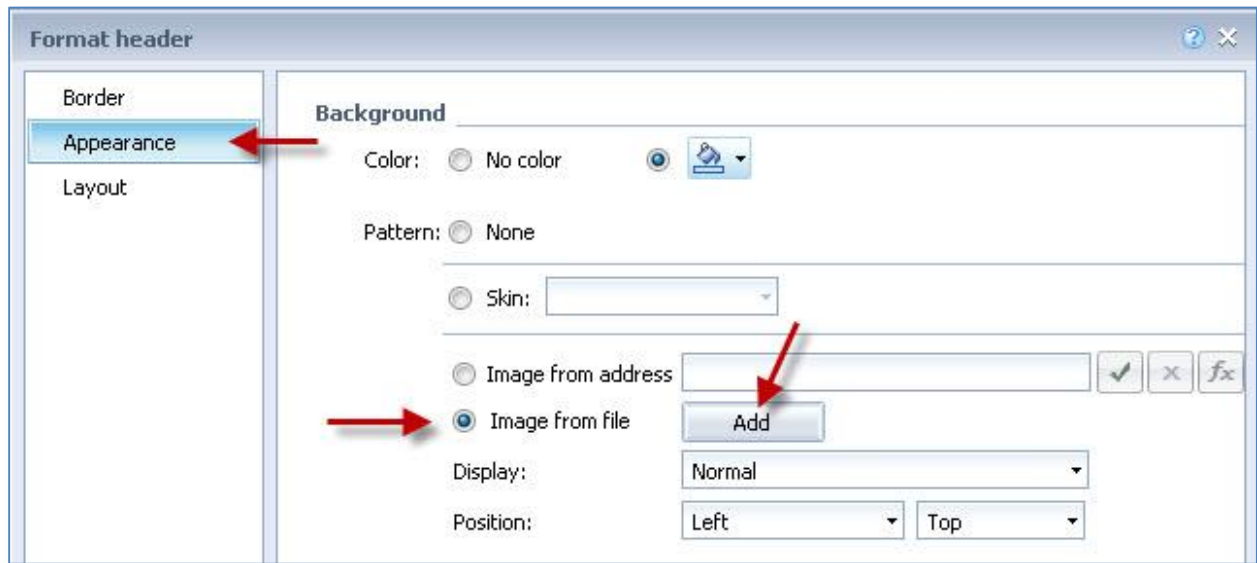 Format header
Border
Appearance
Layout
Background
Color: No color
Pattern: None
Skin:
Image from address fx
Image from file Add
Display: Normal
Position: Left Top